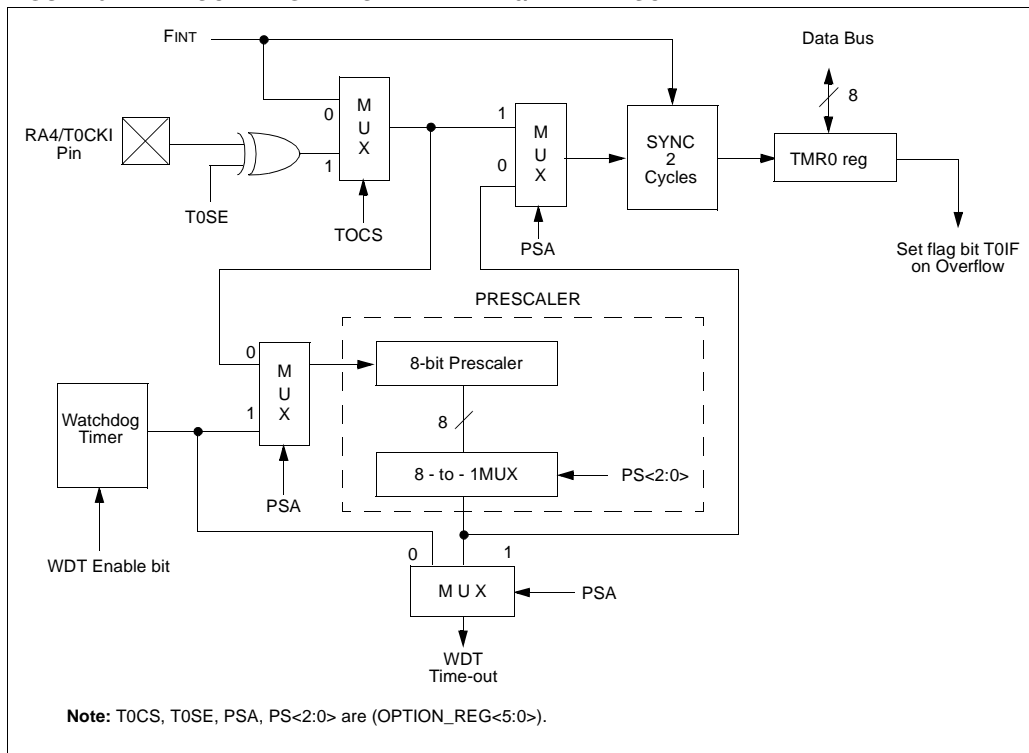 FINT
Data Bus
8
RA4/T0CKI
Pin
T0SE
0
1
M
U
X
TOCS
1
0
M
U
X
PSA
SYNC
2
Cycles
TMR0 reg
Set flag bit T0IF
on Overflow
PRESCALER
0
1
M
U
X
PSA
8-bit Prescaler
8
8 - to - 1MUX
PS<2:0>
Watchdog
Timer
WDT Enable bit
0
1
M U X
PSA
WDT
Time-out
Note: T0CS, T0SE, PSA, PS<2:0> are (OPTION_REG<5:0>).